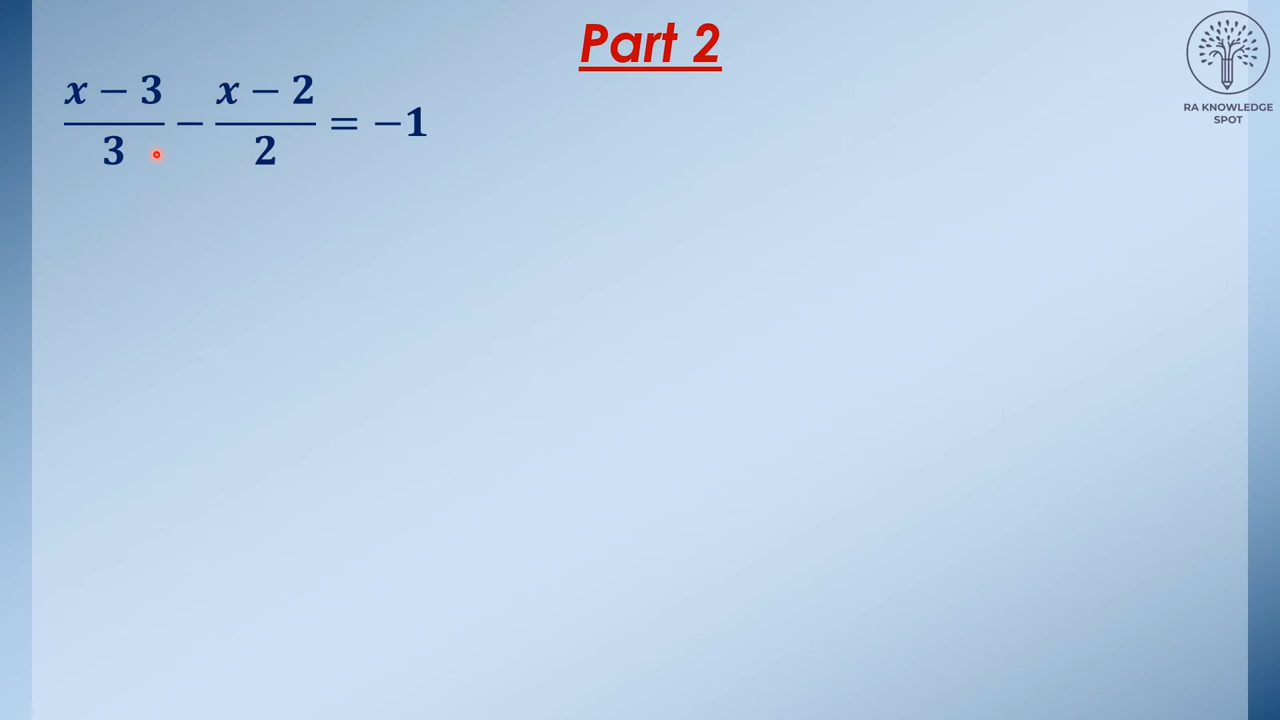 Part 2
x − 3
3
−
x − 2
2
= −1
RA KNOWLEDGE
SPOT